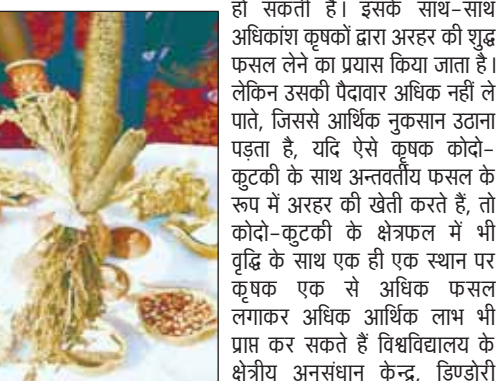 हो सकती है। इसके साथ-साथ
अधिकांश कृषकों द्वारा अरहर की शुद्ध
फसल लेने का प्रयास किया जाता है।
लेकिन उसकी पैदावार अधिक नहीं ले
पाते, जिससे आर्थिक नुकसान उठाना
पड़ता है, यदि ऐसे कृषक कोदो-
कुटकी के साथ अन्तवर्तीय फसल के
रूप में अरहर की खेती करते हैं, तो
कोदो-कुटकी के क्षेत्रफल में भी
वृद्धि के साथ एक ही एक स्थान पर
कृषक एक से अधिक फसल
लगाकर अधिक आर्थिक लाभ भी
प्राप्त कर सकते हैं विश्वविद्यालय के
क्षेत्रीय अनुसंधान केन्द्र, डिण्डोरी